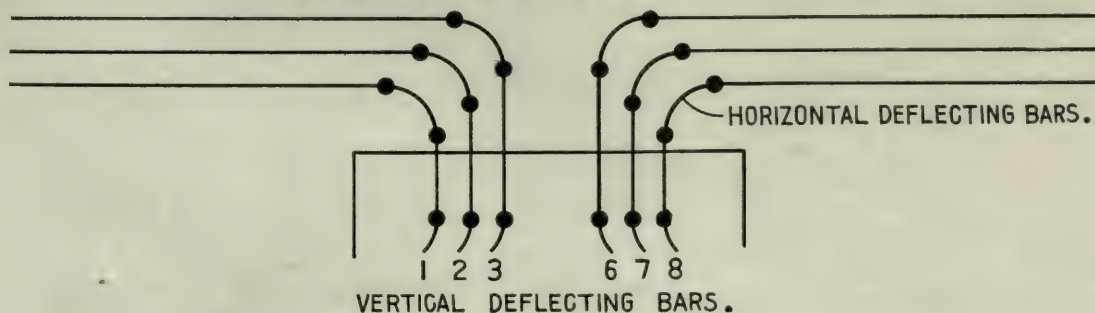 HORIZONTAL DEFLECTING BARS.
1 2 3 6 7 8
VERTICAL DEFLECTING BARS.